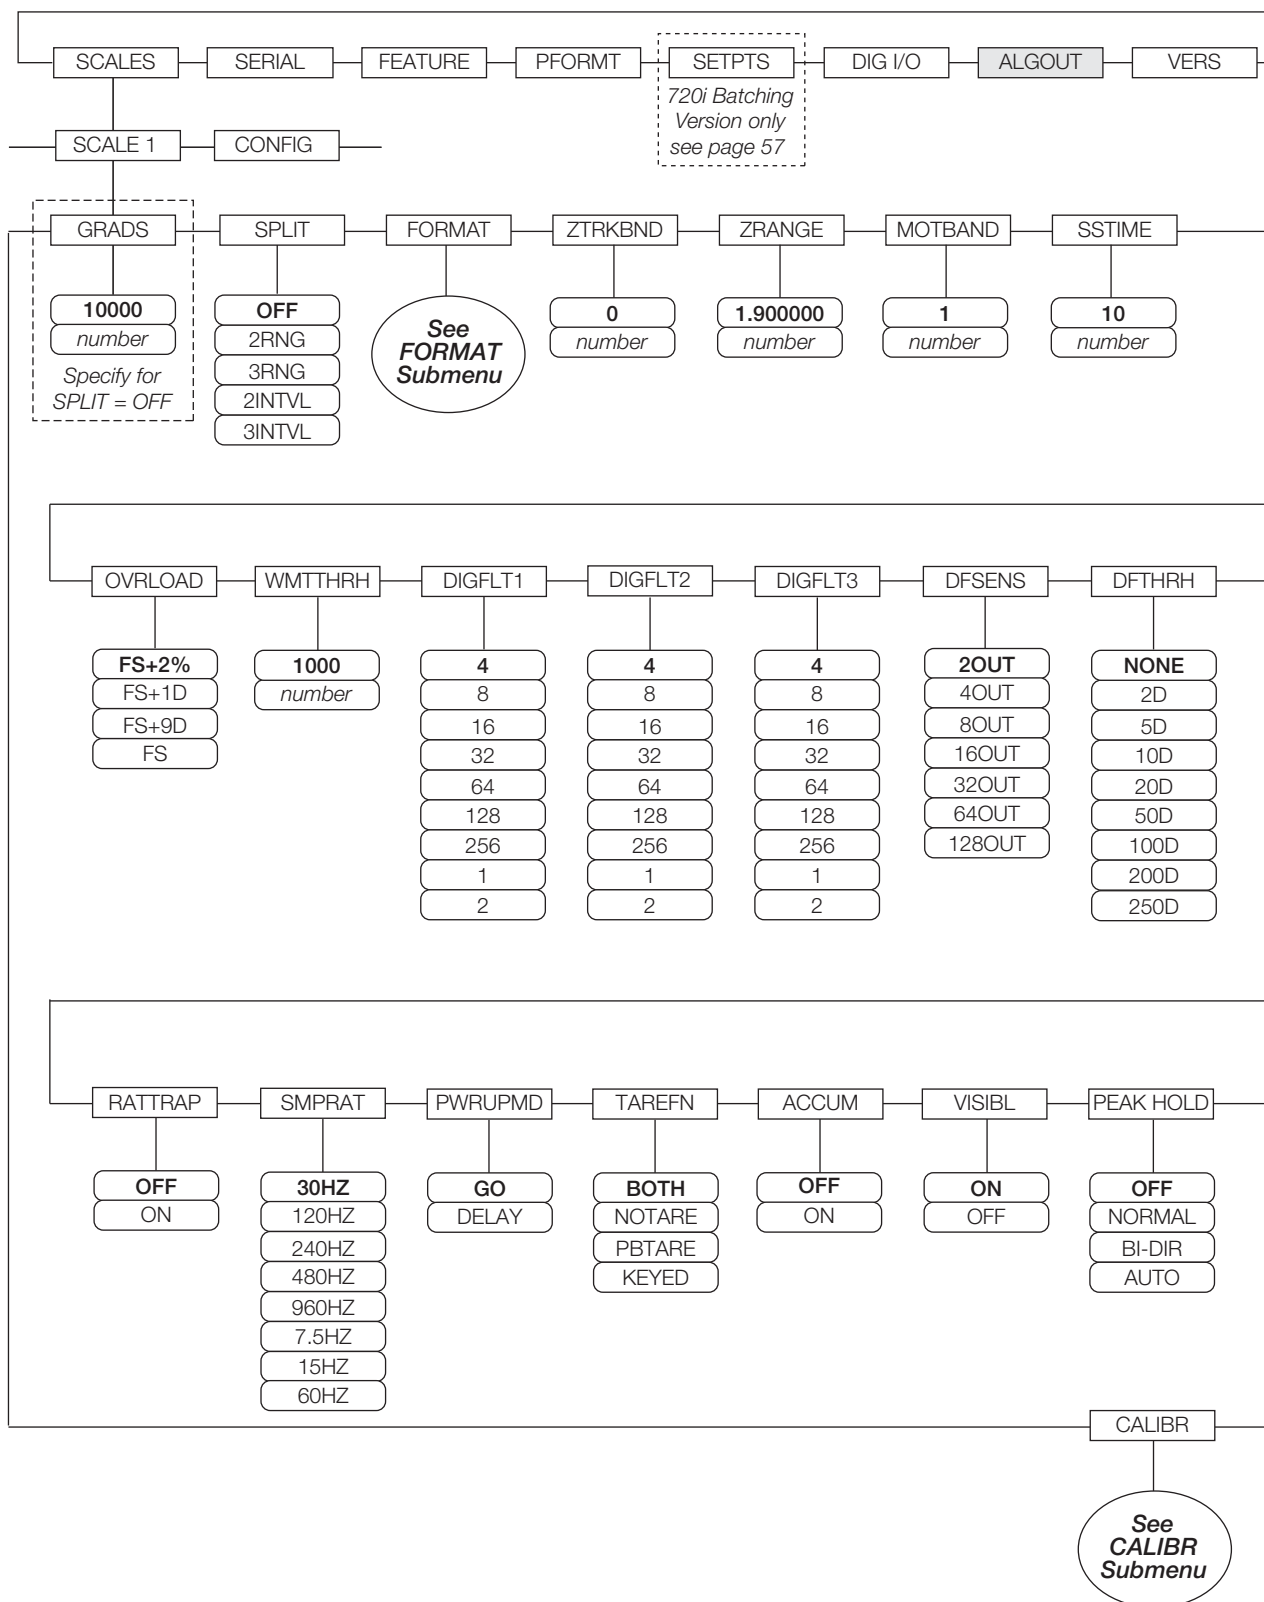 SCALES SERIAL FEATURE PFORMT SETPTS DIG I/O ALGOUT VERS
720i Batching
Version only
see page 57
SCALE 1 CONFIG
GRADS SPLIT FORMAT ZTRKBND ZRANGE MOTBAND SSTIME
10000
number
Specify for
SPLIT = OFF
OFF
2RNG
3RNG
2INTVL
3INTVL
See
FORMAT
Submenu
0
number
1.900000
number
1
number
10
number
OVRLOAD WMTTHRH DIGFLT1 DIGFLT2 DIGFLT3 DFSENS DFTHRH
FS+2%
FS+1D
FS+9D
FS
1000
number
4
8
16
32
64
128
256
1
2
4
8
16
32
64
128
256
1
2
4
8
16
32
64
128
256
1
2
2OUT
4OUT
8OUT
16OUT
32OUT
64OUT
128OUT
NONE
2D
5D
10D
20D
50D
100D
200D
250D
RATTRAP SMPRAT PWRUPMD TAREFN ACCUM VISIBL PEAK HOLD
OFF
ON
30HZ
120HZ
240HZ
480HZ
960HZ
7.5HZ
15HZ
60HZ
GO
DELAY
BOTH
NOTARE
PBTARE
KEYED
OFF
ON
ON
OFF
OFF
NORMAL
BI-DIR
AUTO
CALIBR
See
CALIBR
Submenu